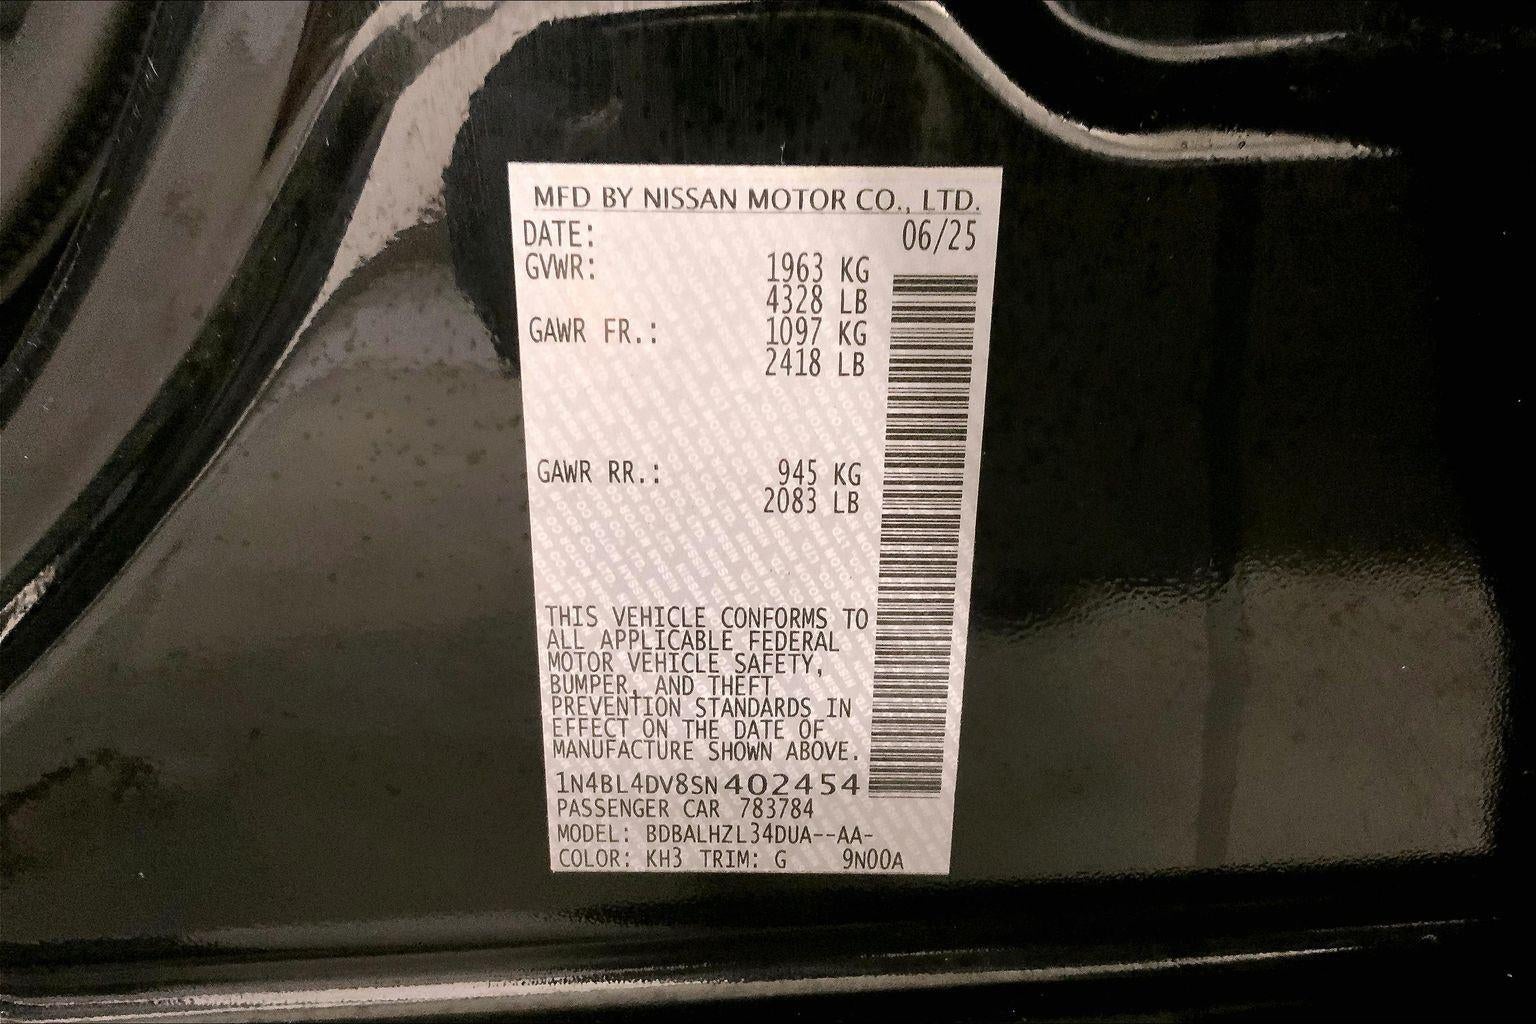 MFD BY NISSAN MOTOR CO., LTD.
DATE: 06/25
GVWR: 1963 KG
4328 LB
GAWR FR.: 1097 KG
2418 LB
GAWR RR.: 945 KG
2083 LB
THIS VEHICLE CONFORMS TO
ALL APPLICABLE FEDERAL
MOTOR VEHICLE SAFETY,
BUMPER, AND THEFT
PREVENTION STANDARDS IN
EFFECT ON THE DATE OF
MANUFACTURE SHOWN ABOVE.
1N4BL4DV8SN402454
PASSENGER CAR 783784
MODEL: BDBALHZL34DUA--AA-
COLOR: KH3 TRIM: G 9N00A